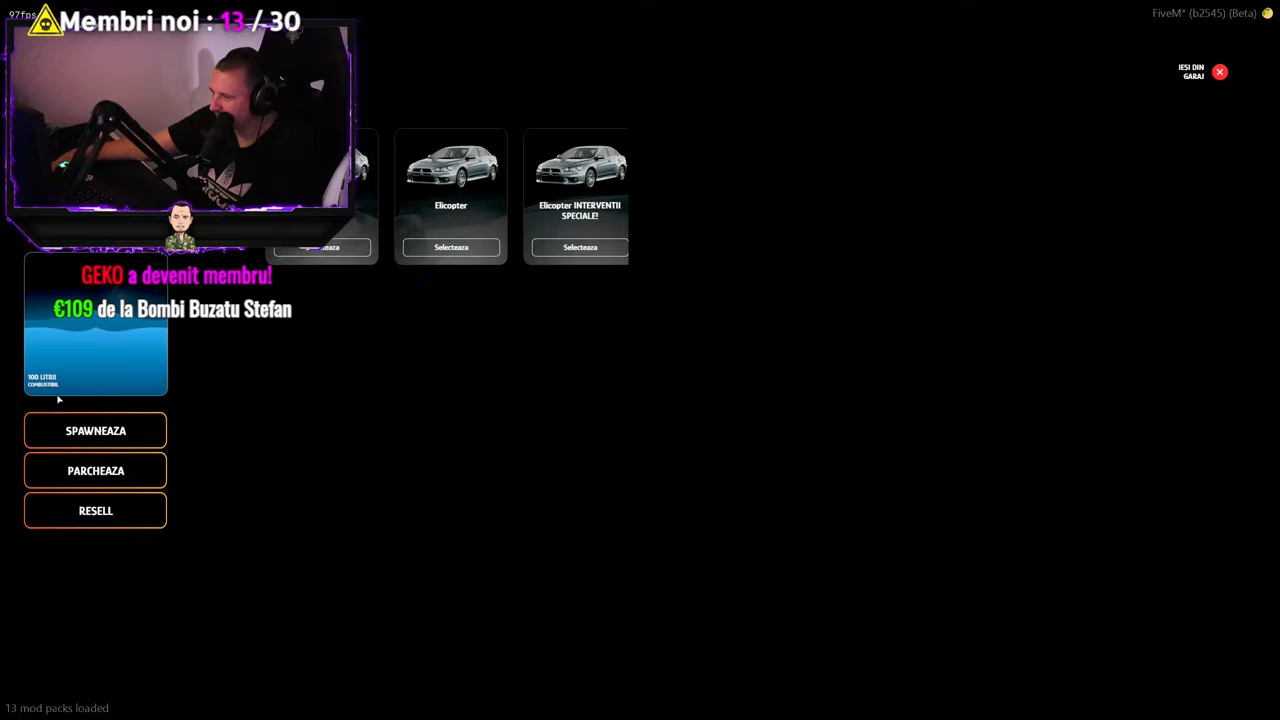 97fps
Membri noi : 13 / 30
FiveM* (b2545) (Beta)
IESI DIN
GARAJ
Elicopter
Elicopter INTERVENTII
SPECIALE!
Selecteaza
Selecteaza
GEKO a devenit membru!
€109 de la Bombi Buzatu Stefan
100 LITRII
COMBUSTIBIL
SPAWNEAZA
PARCHEAZA
RESELL
13 mod packs loaded